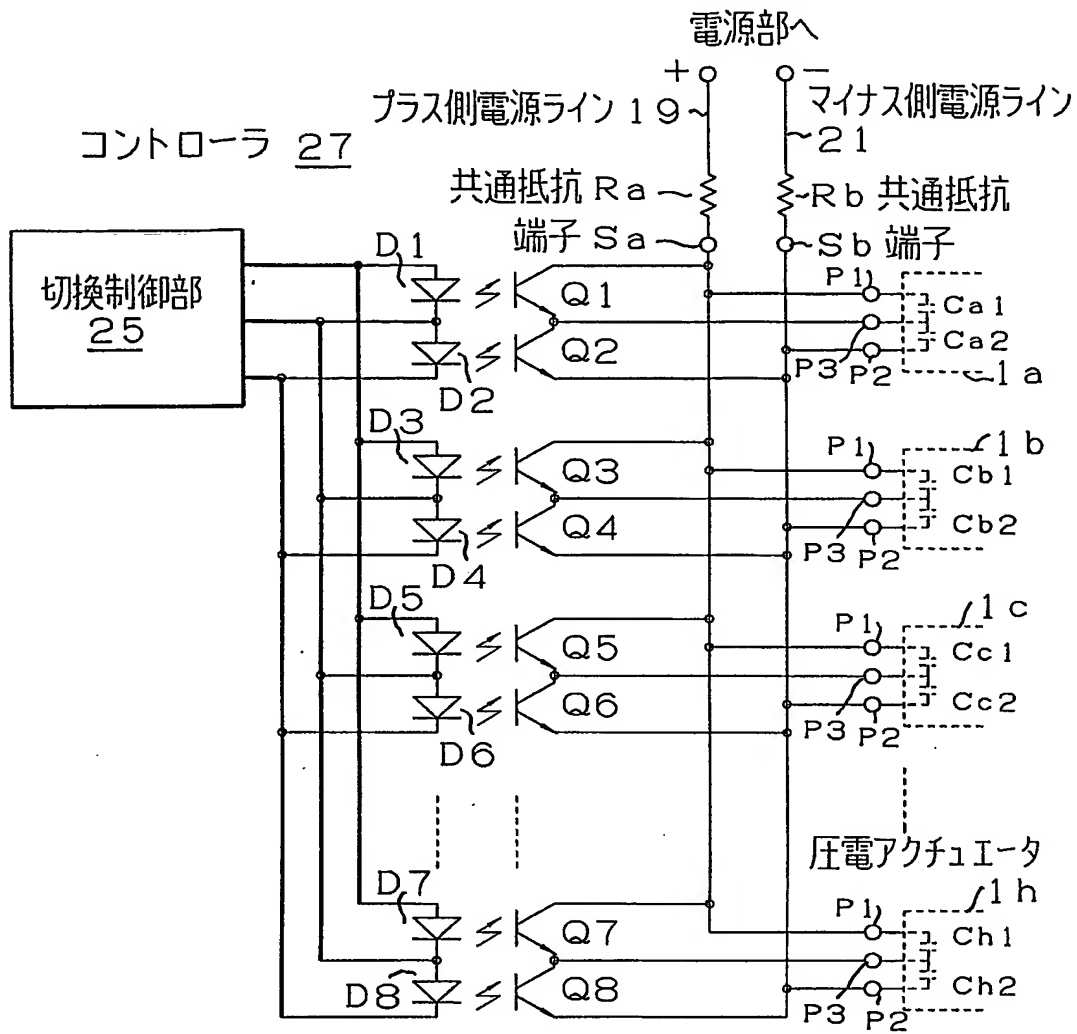 電源部へ
+ −
プラス側電源ライン 19
マイナス側電源ライン
21
コントローラ 27
共通抵抗 Ra
Rb 共通抵抗
端子 Sa
Sb 端子
切換制御部
25
D1
Q1
P1
Ca1
Q2
Ca2
D2
P3
P2
1a
D3
1b
P1
Q3
Cb1
Q4
Cb2
D4
P3
P2
D5
1c
P1
Q5
Cc1
Q6
Cc2
D6
P3
P2
圧電アクチュエータ
D7
1h
P1
Q7
Ch1
D8
Q8
Ch2
P3
P2